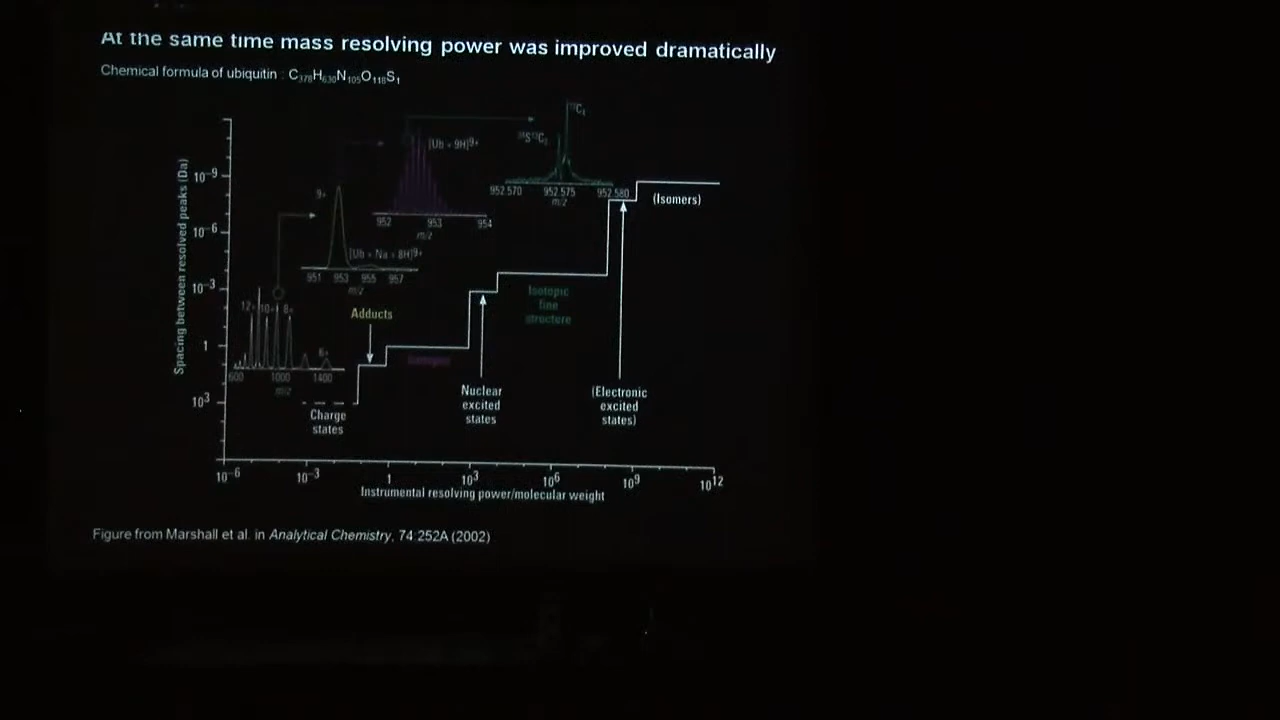 At the same time mass resolving power was improved dramatically
Chemical formula of ubiquitin : C378H630N105O118S1
[Ub + 9H]9+
952 953 954
m/z
952.570 952.575 952.580
m/z
9+
[Ub + Na + 8H]9+
951 953 955 957
m/z
12+ 10+ 8+
6+
600 1000 1400
m/z
Spacing between resolved peaks (Da)
10−9
10−6
10−3
1
103
(Isomers)
Isotopic
fine
structure
Adducts
Charge
states
Nuclear
excited
states
(Electronic
excited
states)
10−6 10−3 1 103 106 109 1012
Instrumental resolving power/molecular weight
Figure from Marshall et al. in Analytical Chemistry, 74:252A (2002)